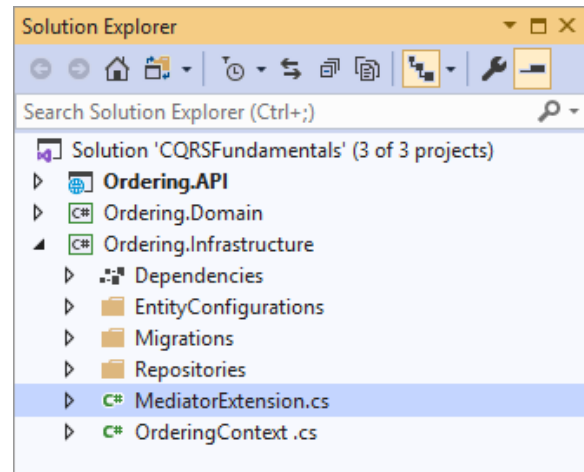 Solution Explorer
Search Solution Explorer (Ctrl+;)
Solution 'CQRSFundamentals' (3 of 3 projects)
Ordering.API
C# Ordering.Domain
C# Ordering.Infrastructure
Dependencies
EntityConfigurations
Migrations
Repositories
C# MediatorExtension.cs
C# OrderingContext .cs